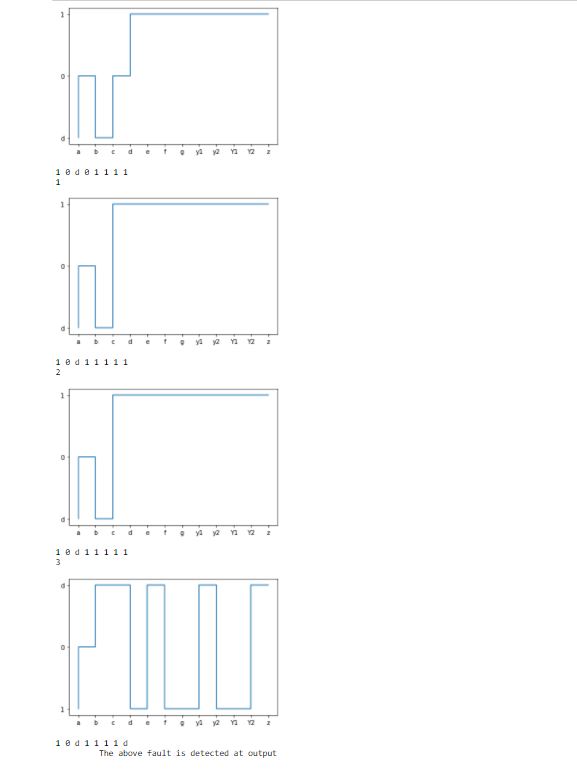 1
0
d
a b c d e f g y1 y2 Y1 Y2 z
1 0 d 0 1 1 1 1
1
1
0
d
a b c d e f g y1 y2 Y1 Y2 z
1 0 d 1 1 1 1 1
2
1
0
d
a b c d e f g y1 y2 Y1 Y2 z
1 0 d 1 1 1 1 1
3
d
0
1
a b c d e f g y1 y2 Y1 Y2 z
1 0 d 1 1 1 1 d
The above fault is detected at output